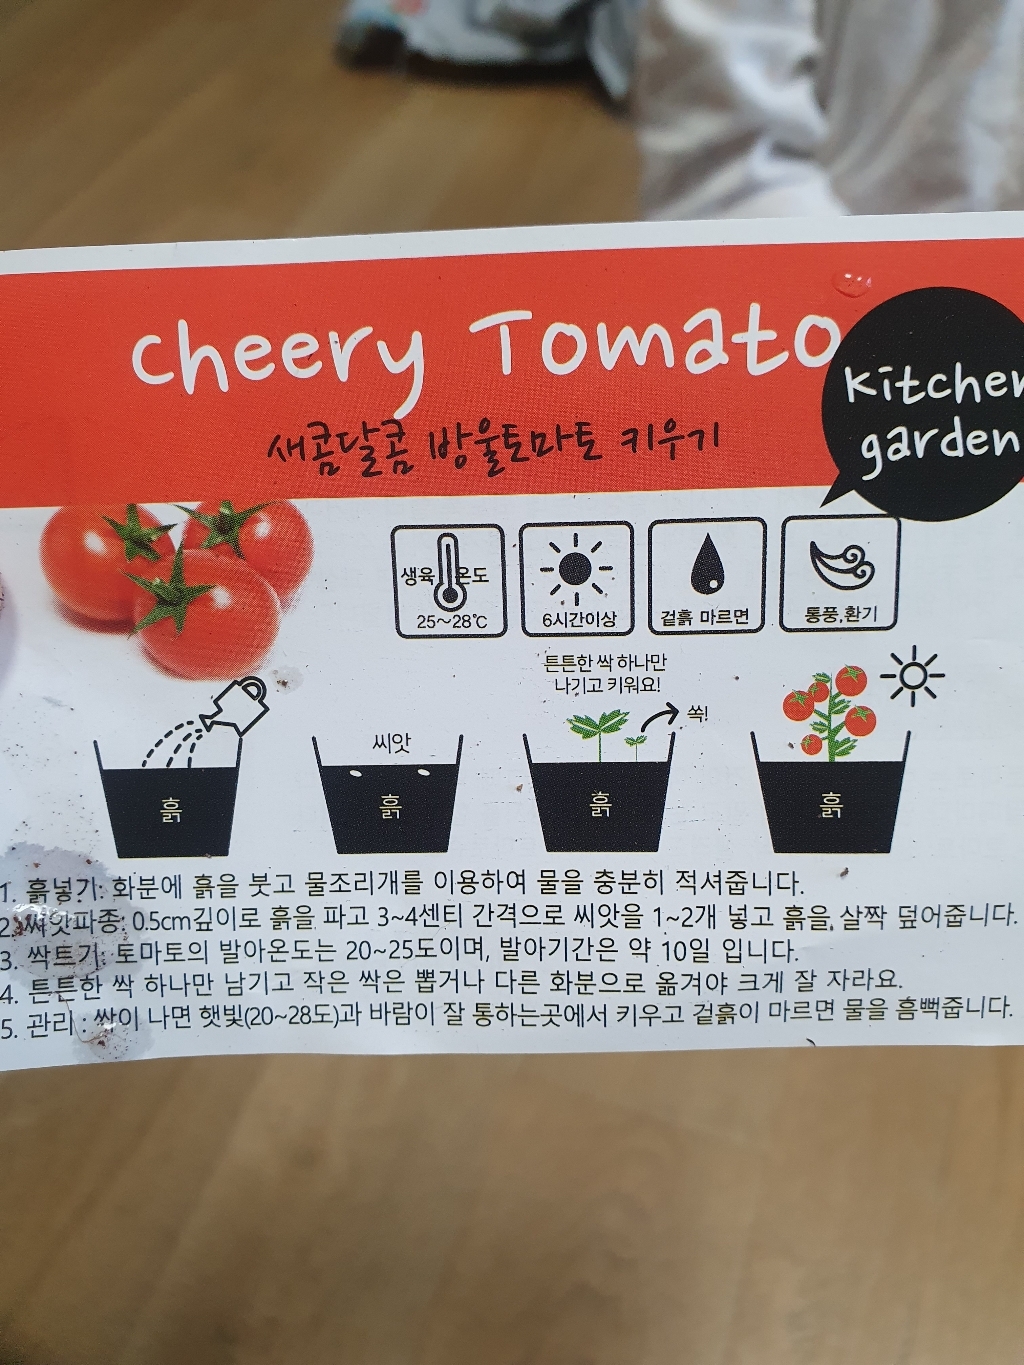 cheery Tomato
Kitchen
garden
새콤달콤 방울토마토 키우기
생육 온도
25~28℃
6시간이상
겉흙 마르면
통풍,환기
튼튼한 싹 하나만
나기고 키워요!
쏙!
씨앗
흙
흙
흙
흙
1. 흙넣기: 화분에 흙을 붓고 물조리개를 이용하여 물을 충분히 적셔줍니다.
2. 씨앗파종: 0.5cm깊이로 흙을 파고 3~4센티 간격으로 씨앗을 1~2개 넣고 흙을 살짝 덮어줍니다.
3. 싹트기: 토마토의 발아온도는 20~25도이며, 발아기간은 약 10일 입니다.
4. 튼튼한 싹 하나만 남기고 작은 싹은 뽑거나 다른 화분으로 옮겨야 크게 잘 자라요.
5. 관리 : 싹이 나면 햇빛(20~28도)과 바람이 잘 통하는곳에서 키우고 겉흙이 마르면 물을 흠뻑줍니다.